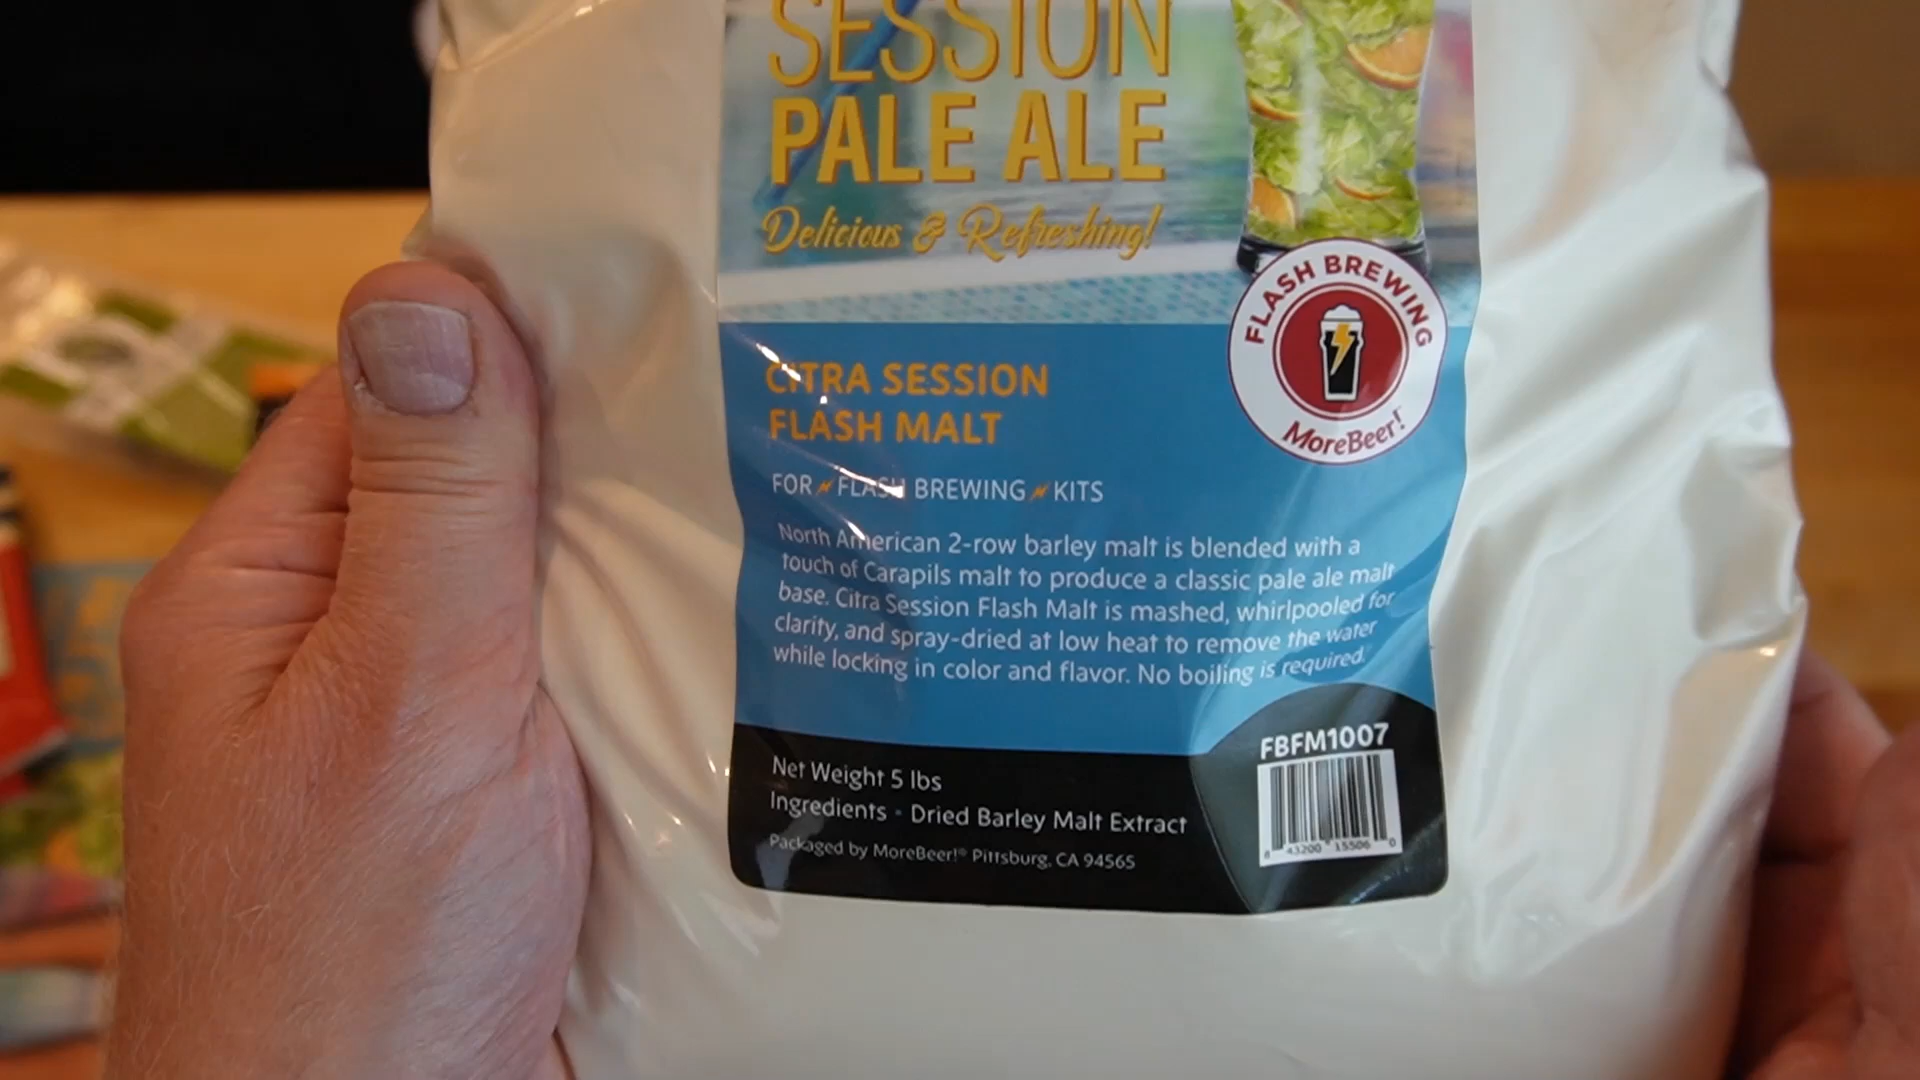 SESSION
PALE ALE
Delicious & Refreshing!
FLASH BREWING
MoreBeer!
CITRA SESSION
FLASH MALT
FOR FLASH BREWING KITS
North American 2-row barley malt is blended with a
touch of Carapils malt to produce a classic pale ale malt
base. Citra Session Flash Malt is mashed, whirlpooled for
clarity, and spray-dried at low heat to remove the water
while locking in color and flavor. No boiling is required.
FBFM1007
Net Weight 5 lbs
Ingredients • Dried Barley Malt Extract
Packaged by MoreBeer!® Pittsburg, CA 94565
8 43200 15506 0